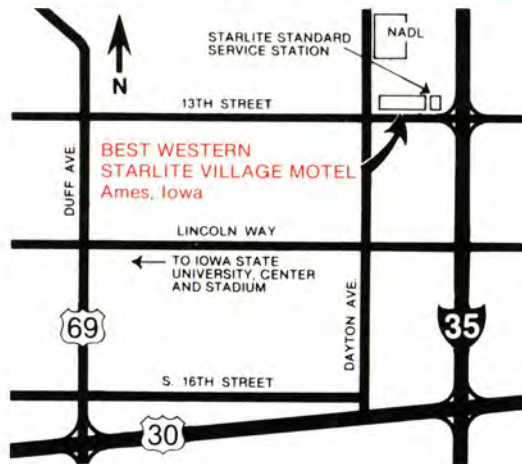 STARLITE STANDARD
SERVICE STATION
NADL
N
13TH STREET
DUFF AVE.
BEST WESTERN
STARLITE VILLAGE MOTEL
Ames, Iowa
LINCOLN WAY
TO IOWA STATE
UNIVERSITY, CENTER
AND STADIUM
DAYTON AVE.
69
35
S. 16TH STREET
30